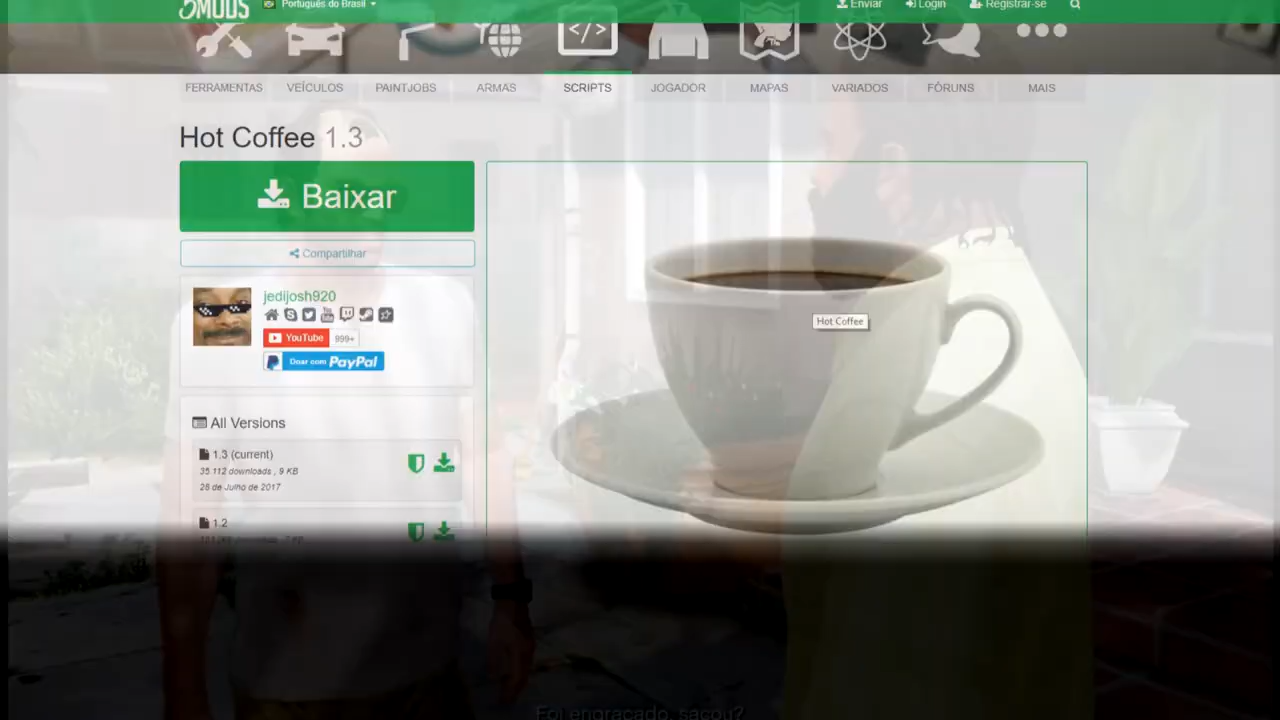 5MODS
Português do Brasil
Enviar
Login
Registrar-se
FERRAMENTAS
VEÍCULOS
PAINTJOBS
ARMAS
SCRIPTS
JOGADOR
MAPAS
VARIADOS
FÓRUNS
MAIS
Hot Coffee 1.3
Baixar
Compartilhar
jedijosh920
YouTube 999+
Doar com PayPal
All Versions
1.3 (current)
35.112 downloads , 9 KB
28 de Julho de 2017
1.2
Hot Coffee
Foi engraçado, sacou?